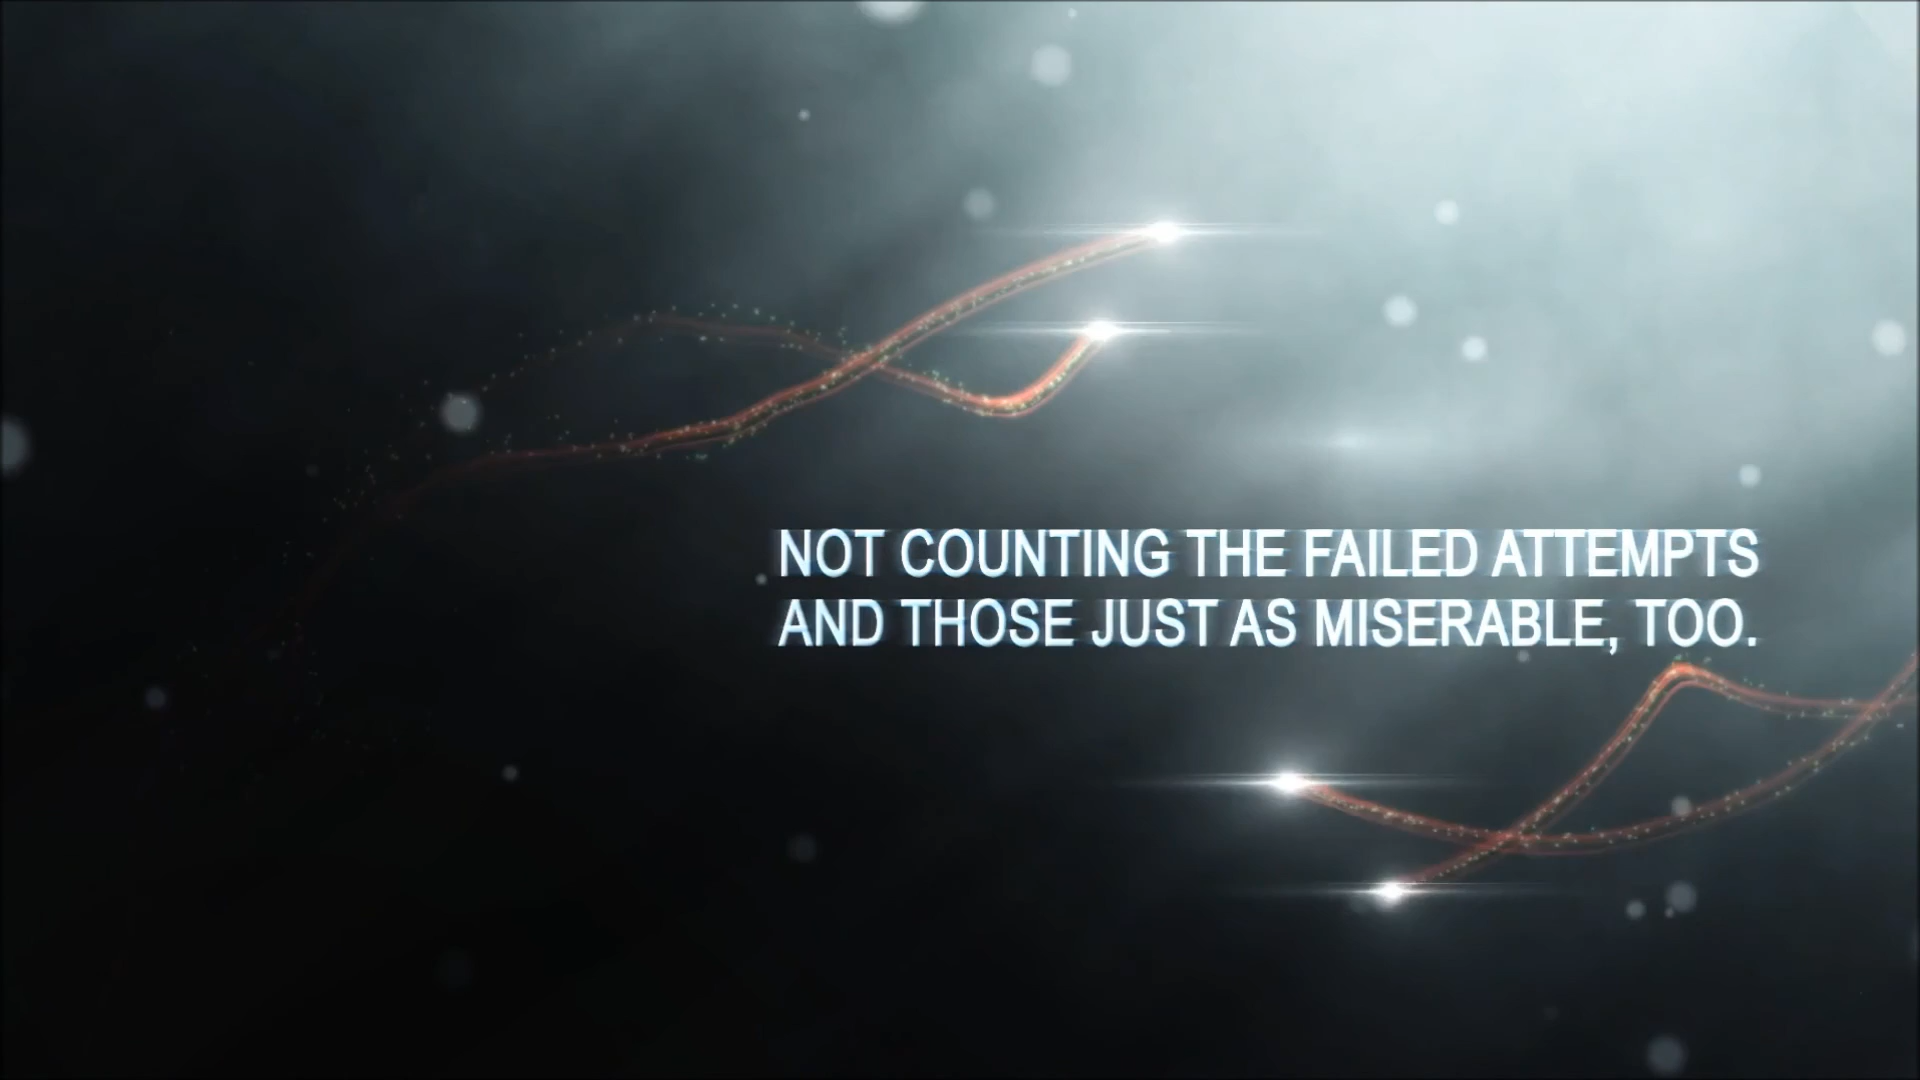 NOT COUNTING THE FAILED ATTEMPTS
AND THOSE JUST AS MISERABLE, TOO.